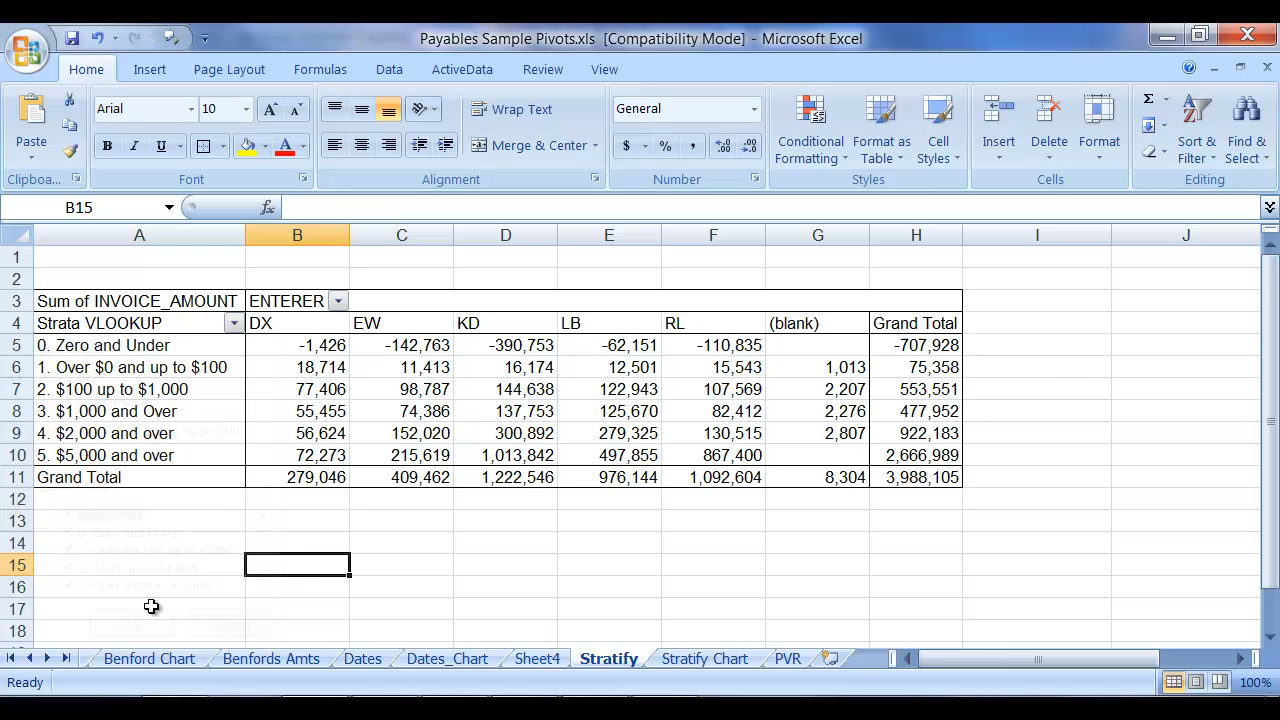 Payables Sample Pivots.xls [Compatibility Mode] - Microsoft Excel
Home Insert Page Layout Formulas Data ActiveData Review View
Arial 10 Wrap Text General
Paste Merge & Center Conditional Formatting Format as Table Cell Styles Insert Delete Format Sort & Filter Find & Select
Clipboa... Font Alignment Number Styles Cells Editing
B15 fx
A B C D E F G H I J
1
2
3 Sum of INVOICE_AMOUNT ENTERER
4 Strata VLOOKUP DX EW KD LB RL (blank) Grand Total
5 0. Zero and Under -1,426 -142,763 -390,753 -62,151 -110,835 -707,928
6 1. Over $0 and up to $100 18,714 11,413 16,174 12,501 15,543 1,013 75,358
7 2. $100 up to $1,000 77,406 98,787 144,638 122,943 107,569 2,207 553,551
8 3. $1,000 and Over 55,455 74,386 137,753 125,670 82,412 2,276 477,952
9 4. $2,000 and over 56,624 152,020 300,892 279,325 130,515 2,807 922,183
10 5. $5,000 and over 72,273 215,619 1,013,842 497,855 867,400 2,666,989
11 Grand Total 279,046 409,462 1,222,546 976,144 1,092,604 8,304 3,988,105
12
13
14
15
16
17
18
Benford Chart Benfords Amts Dates Dates_Chart Sheet4 Stratify Stratify Chart PVR
Ready 100%